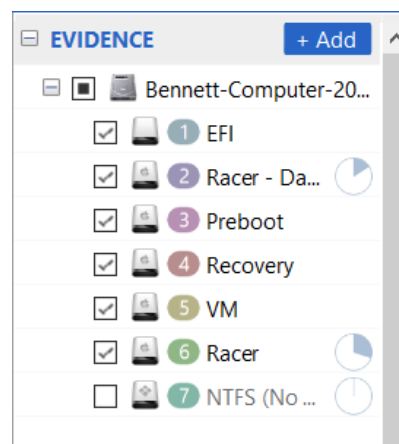 EVIDENCE + Add
Bennett-Computer-20...
1 EFI
2 Racer - Da...
3 Preboot
4 Recovery
5 VM
6 Racer
7 NTFS (No ...